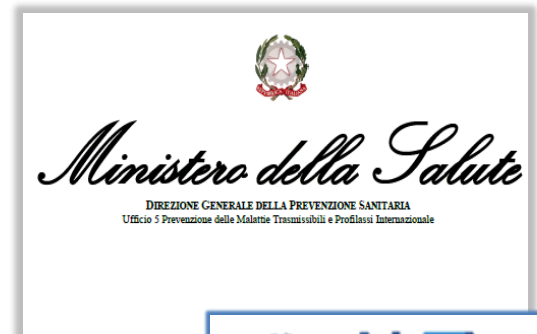 Ministero della Salute
DIREZIONE GENERALE DELLA PREVENZIONE SANITARIA
Ufficio 5 Prevenzione delle Malattie Trasmissibili e Profilassi Internazionale